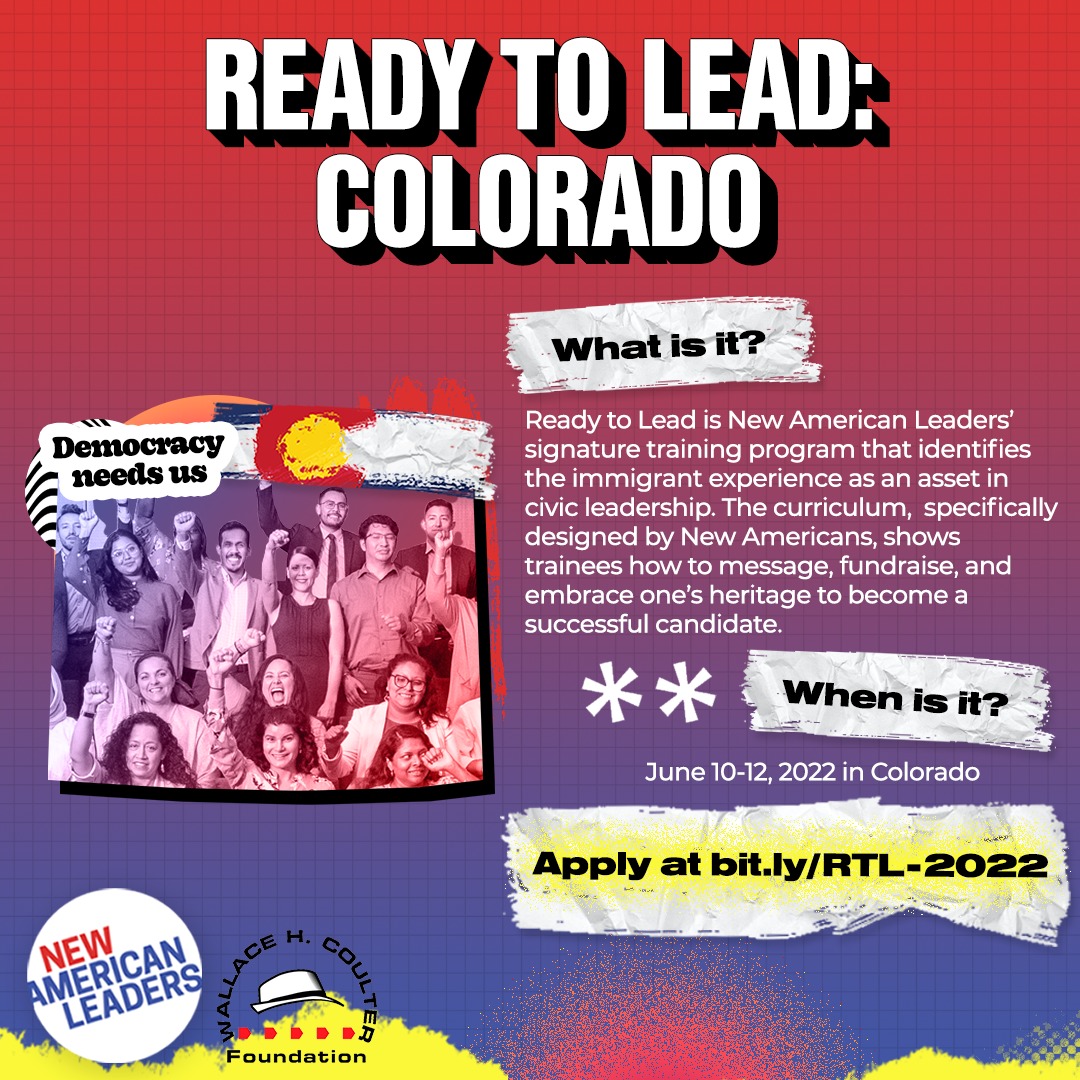 READY TO LEAD:
COLORADO
What is it?
Ready to Lead is New American Leaders’
signature training program that identifies
the immigrant experience as an asset in
civic leadership. The curriculum,  specifically
designed by New Americans, shows
trainees how to message, fundraise, and
embrace one’s heritage to become a
successful candidate.
Democracy
needs us
** When is it?
June 10-12, 2022 in Colorado
Apply at bit.ly/RTL-2022
NEW
AMERICAN
LEADERS
WALLACE H. COULTER
Foundation